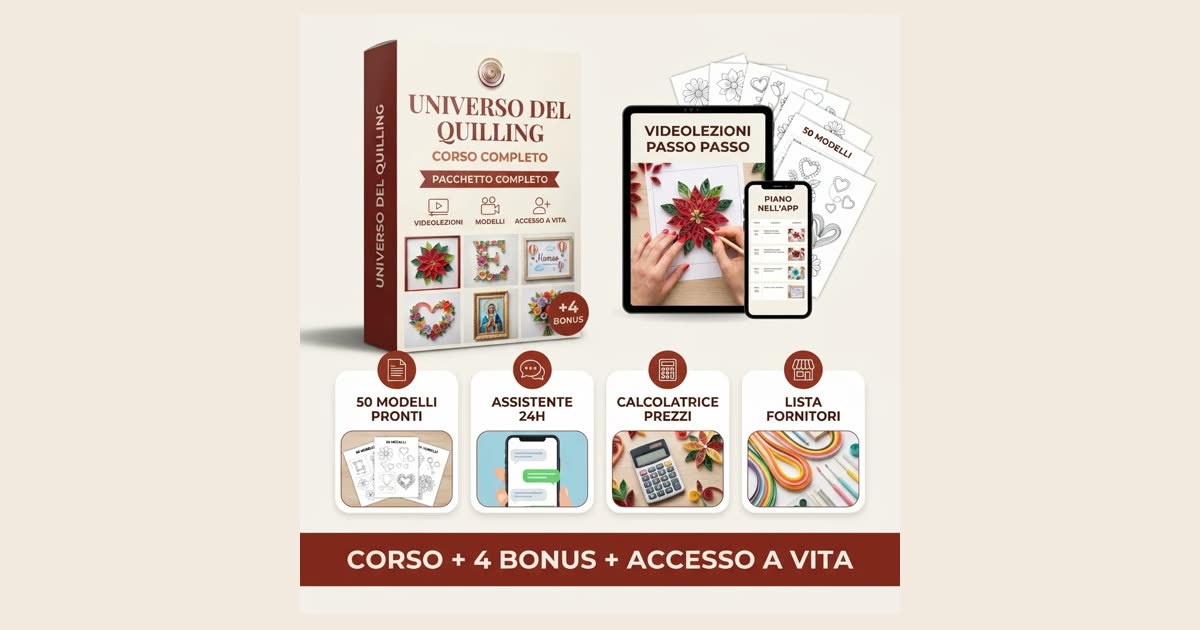 UNIVERSO DEL QUILLING
UNIVERSO DEL
QUILLING
CORSO COMPLETO
PACCHETTO COMPLETO
VIDEOLEZIONI
MODELLI
ACCESSO A VITA
E
+4
BONUS
VIDEOLEZIONI
PASSO PASSO
50 MODELLI
PIANO
NELL'APP
50 MODELLI
PRONTI
ASSISTENTE
24H
CALCOLATRICE
PREZZI
LISTA
FORNITORI
50 MODELLI
CORSO + 4 BONUS + ACCESSO A VITA